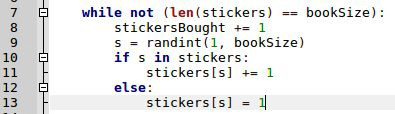 7 while not (len(stickers) == bookSize):
8 stickersBought += 1
9 s = randint(1, bookSize)
10 if s in stickers:
11 stickers[s] += 1
12 else:
13 stickers[s] = 1